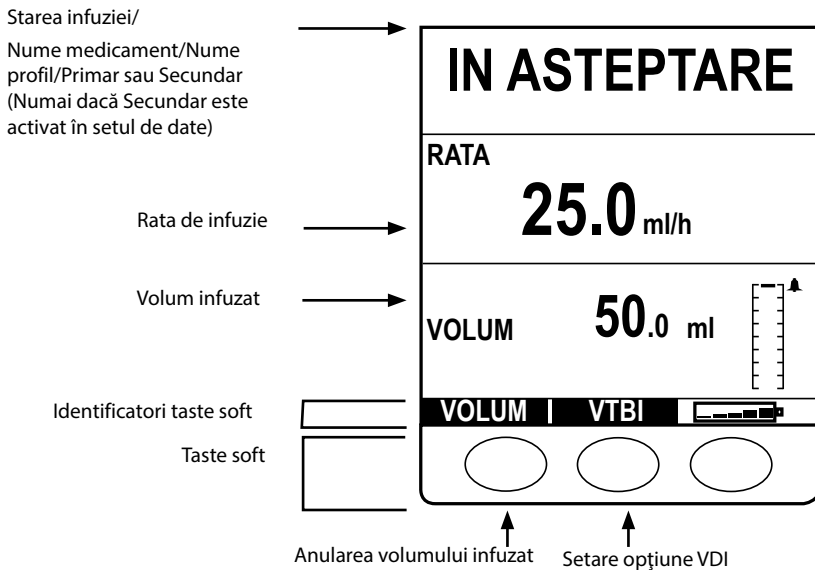 Starea infuziei/
Nume medicament/Nume
profil/Primar sau Secundar
(Numai dacă Secundar este
activat în setul de date)
IN ASTEPTARE
RATA
Rata de infuzie
25.0 ml/h
Volum infuzat
VOLUM 50.0 ml
Identificatori taste soft
VOLUM VTBI
Taste soft
Anularea volumului infuzat
Setare opţiune VDI